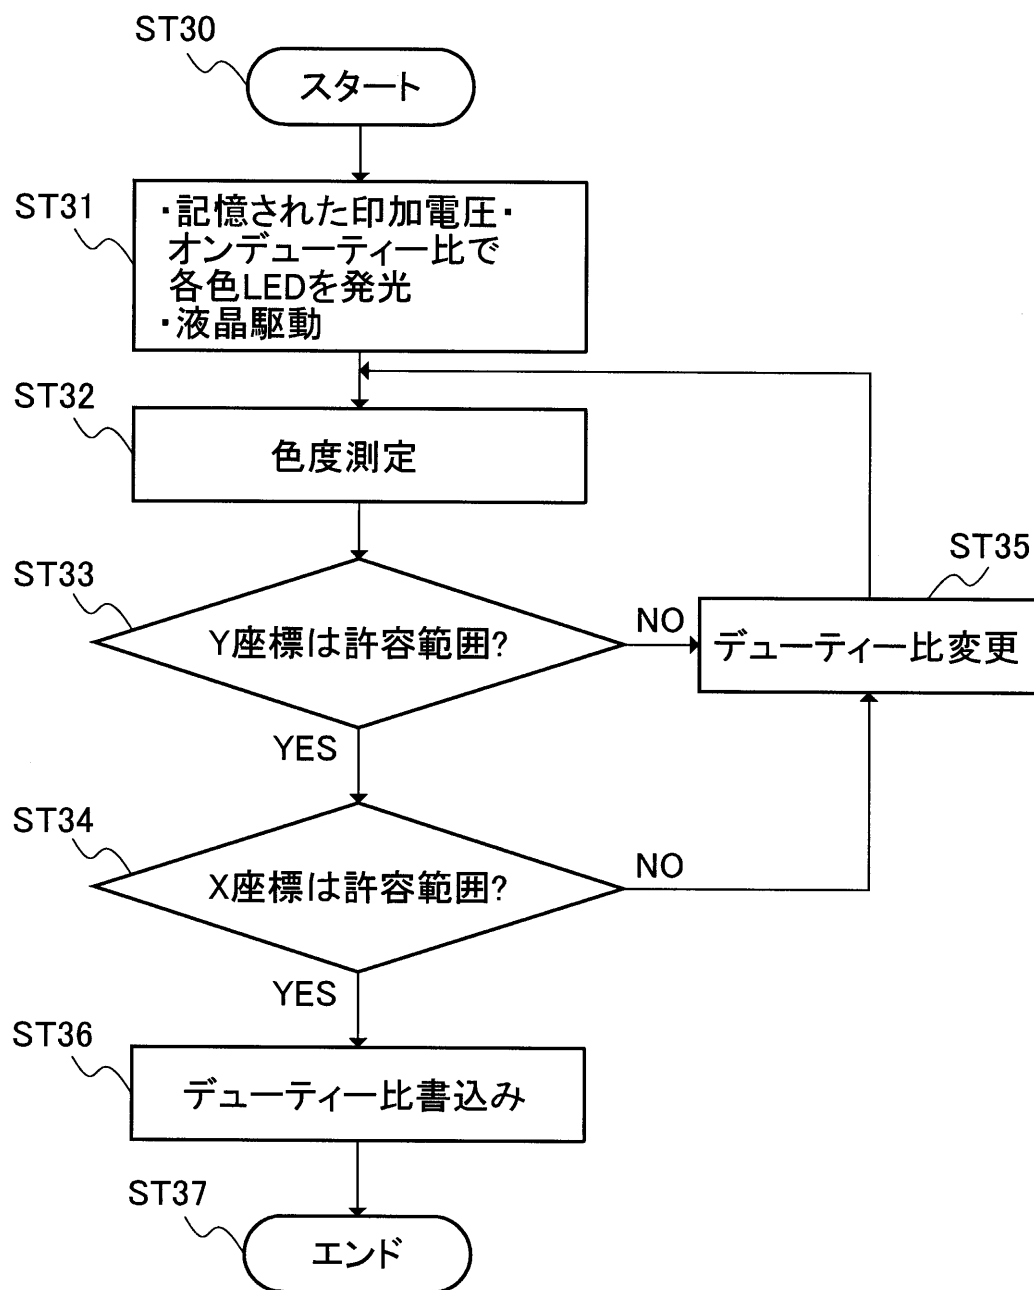 ST30
スタート
ST31
・記憶された印加電圧・
オンデューティー比で
各色LEDを発光
・液晶駆動
ST32
色度測定
ST33
Y座標は許容範囲?
NO
ST35
デューティー比変更
YES
ST34
X座標は許容範囲?
NO
YES
ST36
デューティー比書込み
ST37
エンド